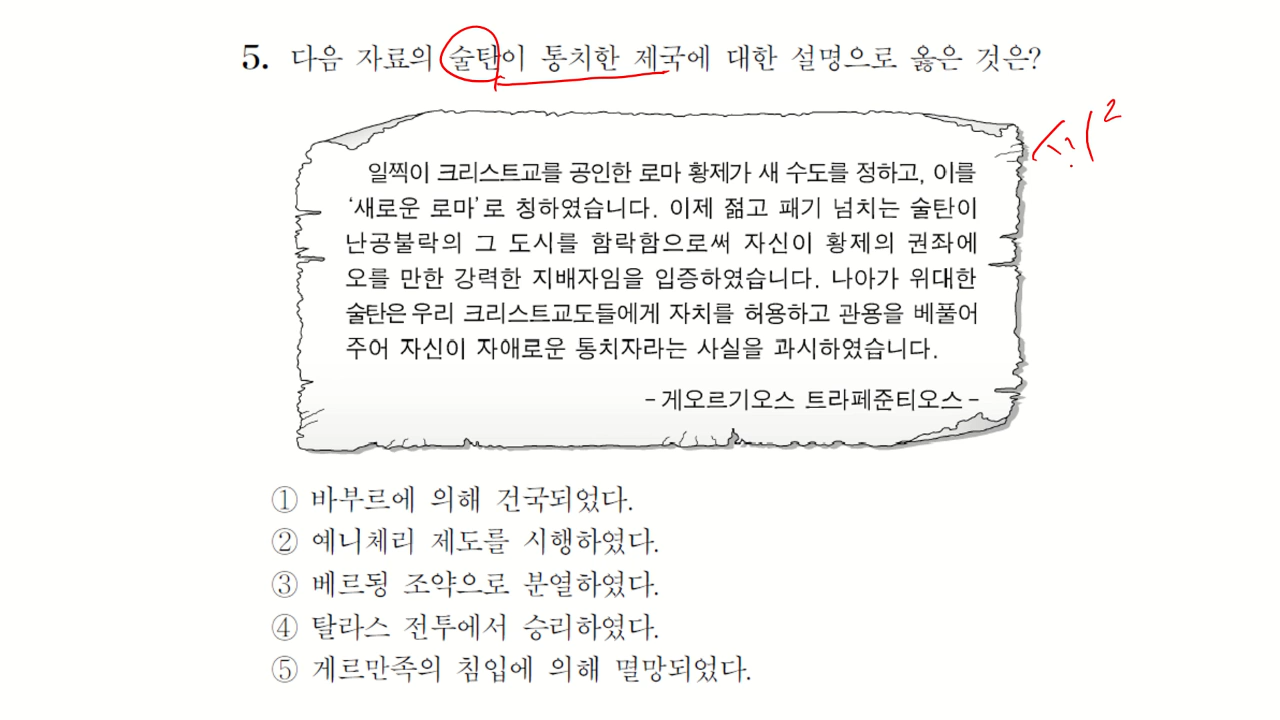 5. 다음 자료의 술탄이 통치한 제국에 대한 설명으로 옳은 것은?
일찍이 크리스트교를 공인한 로마 황제가 새 수도를 정하고, 이를
‘새로운 로마’로 칭하였습니다. 이제 젊고 패기 넘치는 술탄이
난공불락의 그 도시를 함락함으로써 자신이 황제의 권좌에
오를 만한 강력한 지배자임을 입증하였습니다. 나아가 위대한
술탄은 우리 크리스트교도들에게 자치를 허용하고 관용을 베풀어
주어 자신이 자애로운 통치자라는 사실을 과시하였습니다.
- 게오르기오스 트라페준티오스 -
① 바부르에 의해 건국되었다.
② 예니체리 제도를 시행하였다.
③ 베르됭 조약으로 분열하였다.
④ 탈라스 전투에서 승리하였다.
⑤ 게르만족의 침입에 의해 멸망되었다.